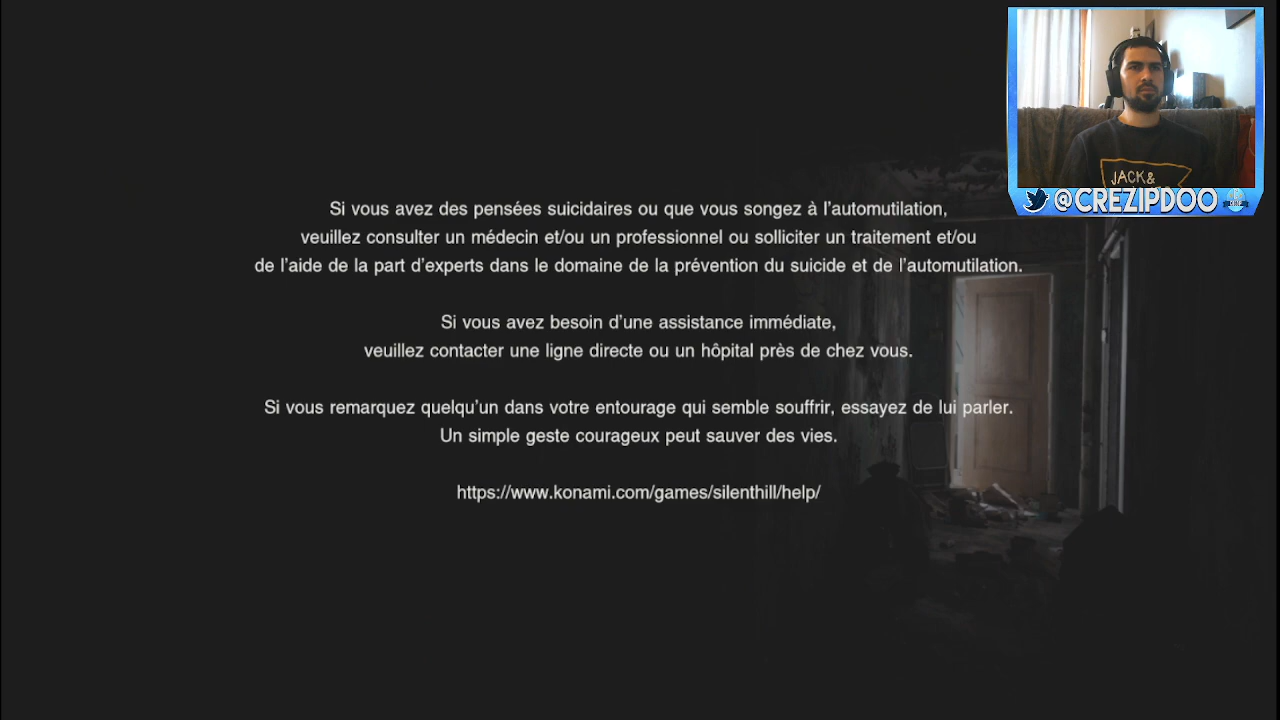 Si vous avez des pensées suicidaires ou que vous songez à l'automutilation,
veuillez consulter un médecin et/ou un professionnel ou solliciter un traitement et/ou
de l'aide de la part d'experts dans le domaine de la prévention du suicide et de l'automutilation.
Si vous avez besoin d'une assistance immédiate,
veuillez contacter une ligne directe ou un hôpital près de chez vous.
Si vous remarquez quelqu'un dans votre entourage qui semble souffrir, essayez de lui parler.
Un simple geste courageux peut sauver des vies.
https://www.konami.com/games/silenthill/help/
JACK&
@CREZIPDOO